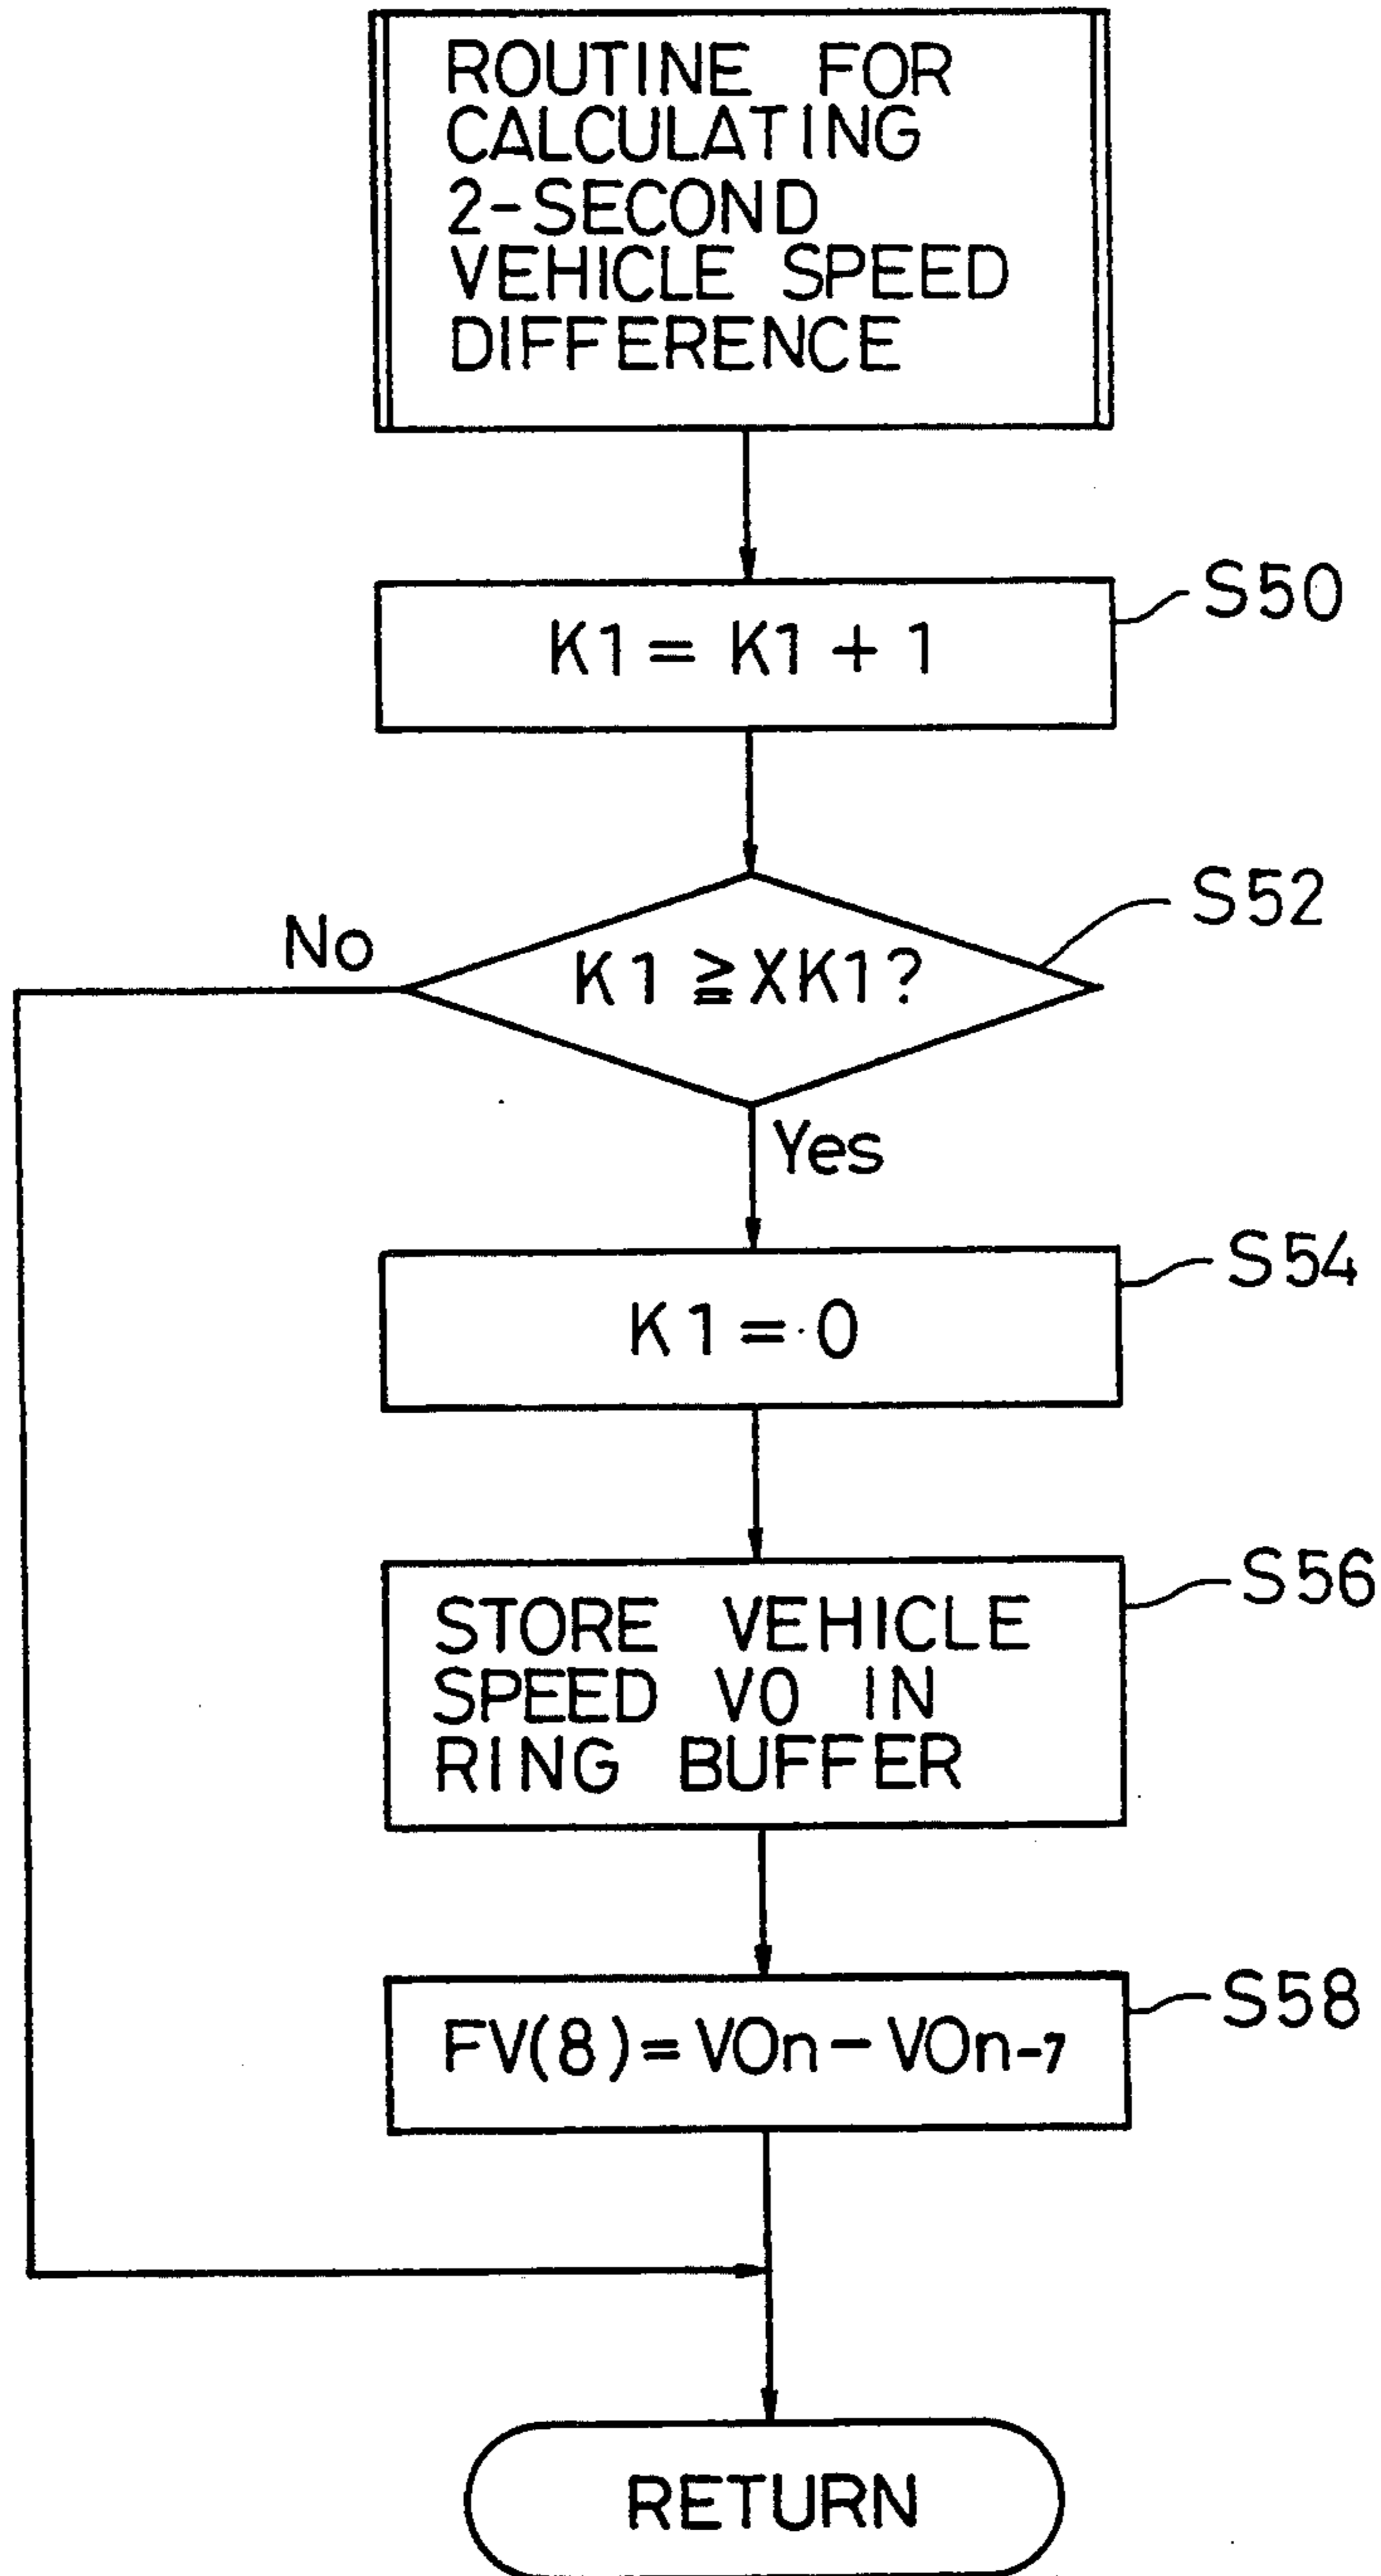 ROUTINE FOR
CALCULATING
2-SECOND
VEHICLE SPEED
DIFFERENCE
S50
K1 = K1 + 1
S52
No
K1 ≧ XK1?
Yes
S54
K1 = 0
S56
STORE VEHICLE
SPEED V0 IN
RING BUFFER
S58
FV(8) = V0n - V0n-7
RETURN